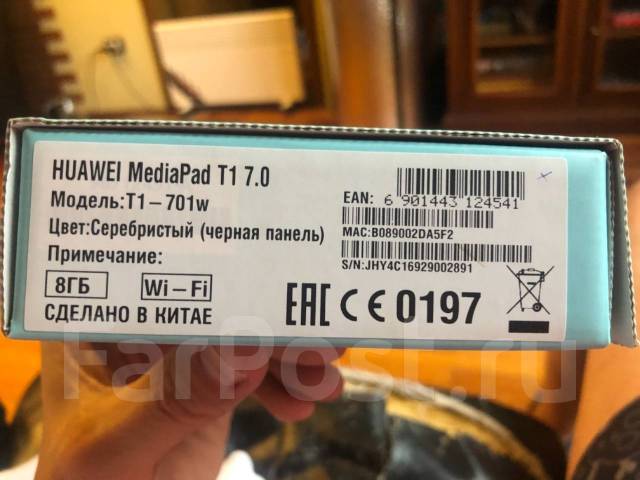 HUAWEI MediaPad T1 7.0
Модель:T1-701w
Цвет:Серебристый (черная панель)
Примечание:
8ГБ Wi-Fi
СДЕЛАНО В КИТАЕ
EAN: 6 901443 124541
MAC:B089002DA5F2
S/N:JHY4C16929002891
EAC CE 0197
FarPost.ru